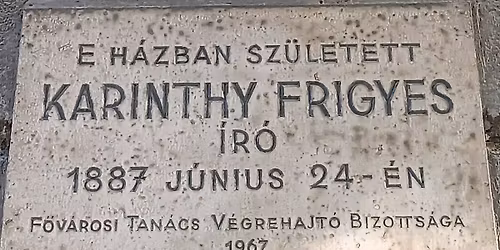 E HÁZBAN SZÜLETETT
KARINTHY FRIGYES
ÍRÓ
1887 JÚNIUS 24-ÉN
FŐVÁROSI TANÁCS VÉGREHAJTÓ BIZOTTSÁGA
1967